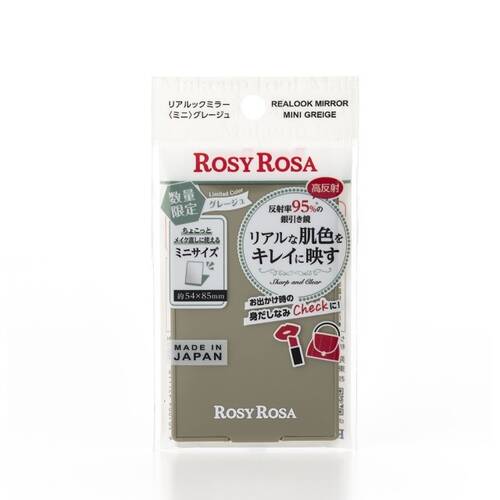 リアルックミラー
〈ミニ〉グレージュ
REALOOK MIRROR
MINI GREIGE
ROSY ROSA
数量
限定
Limited Color
グレージュ
高反射
反射率95%*の
銀引き鏡
リアルな肌色を
キレイに映す
Sharp and Clear
ちょこっと
メイク直しに使える
ミニサイズ
約54×85mm
お出かけ時の
身だしなみCheckに!
MADE IN
JAPAN
ROSY ROSA